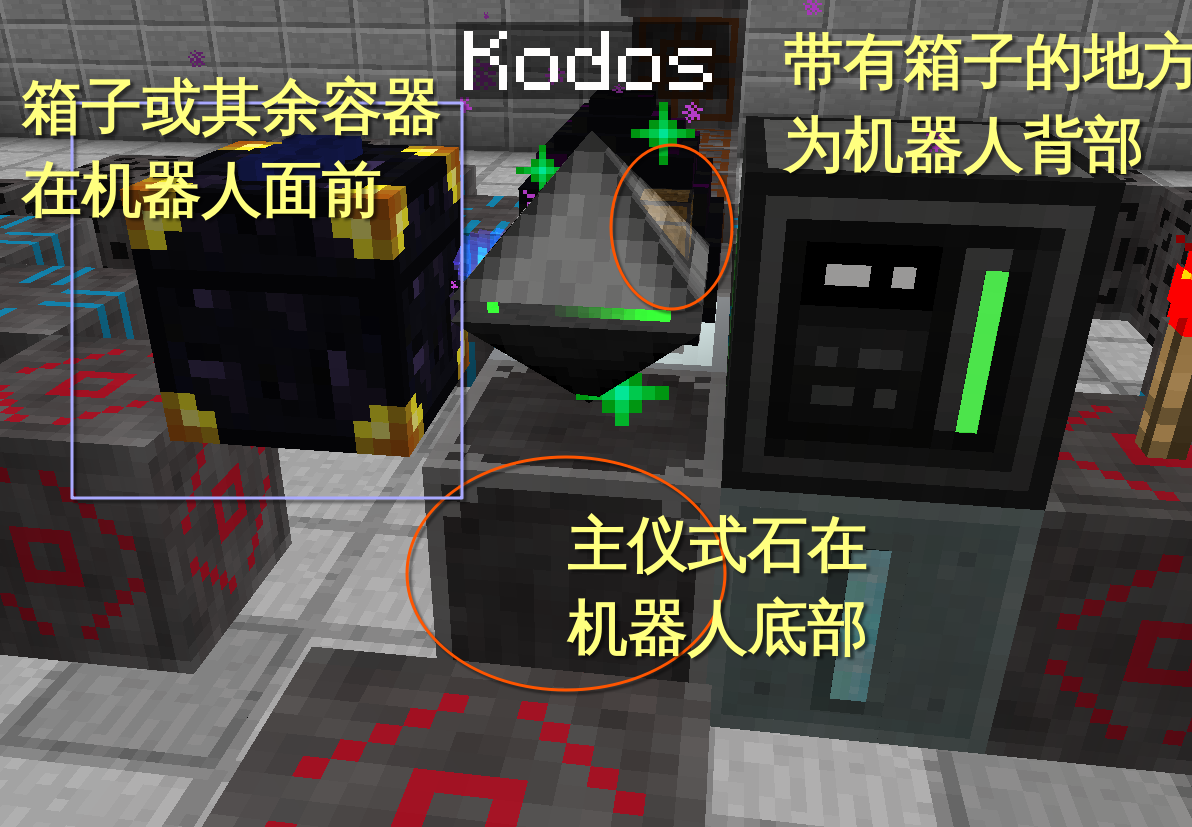 Kodos
箱子或其余容器
在机器人面前
带有箱子的地方
为机器人背部
主仪式石在
机器人底部